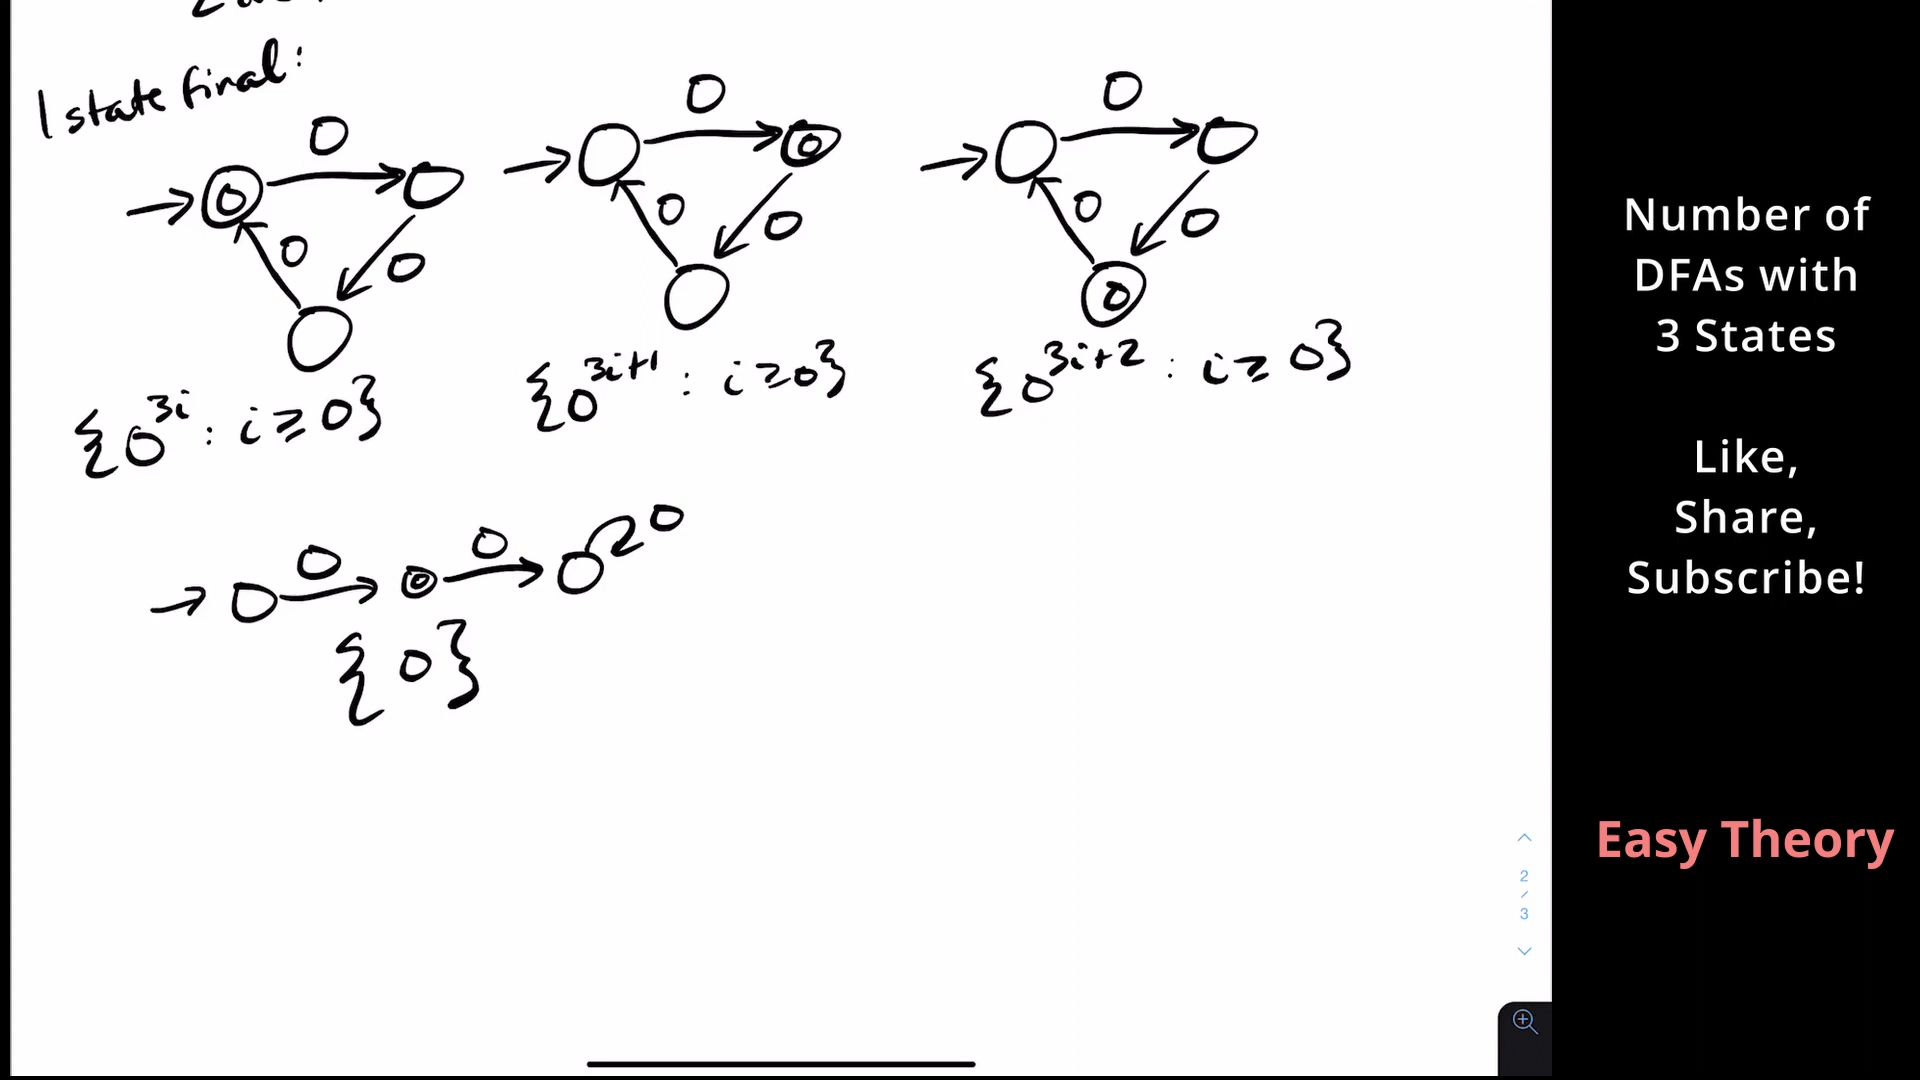 1 state final:
0 0 0
0 0 0 0 0 0
{0^{3i} : i ≥ 0} {0^{3i+1} : i ≥ 0} {0^{3i+2} : i ≥ 0}
0 0 0
{0}
Number of
DFAs with
3 States
Like,
Share,
Subscribe!
Easy Theory
2
/
3